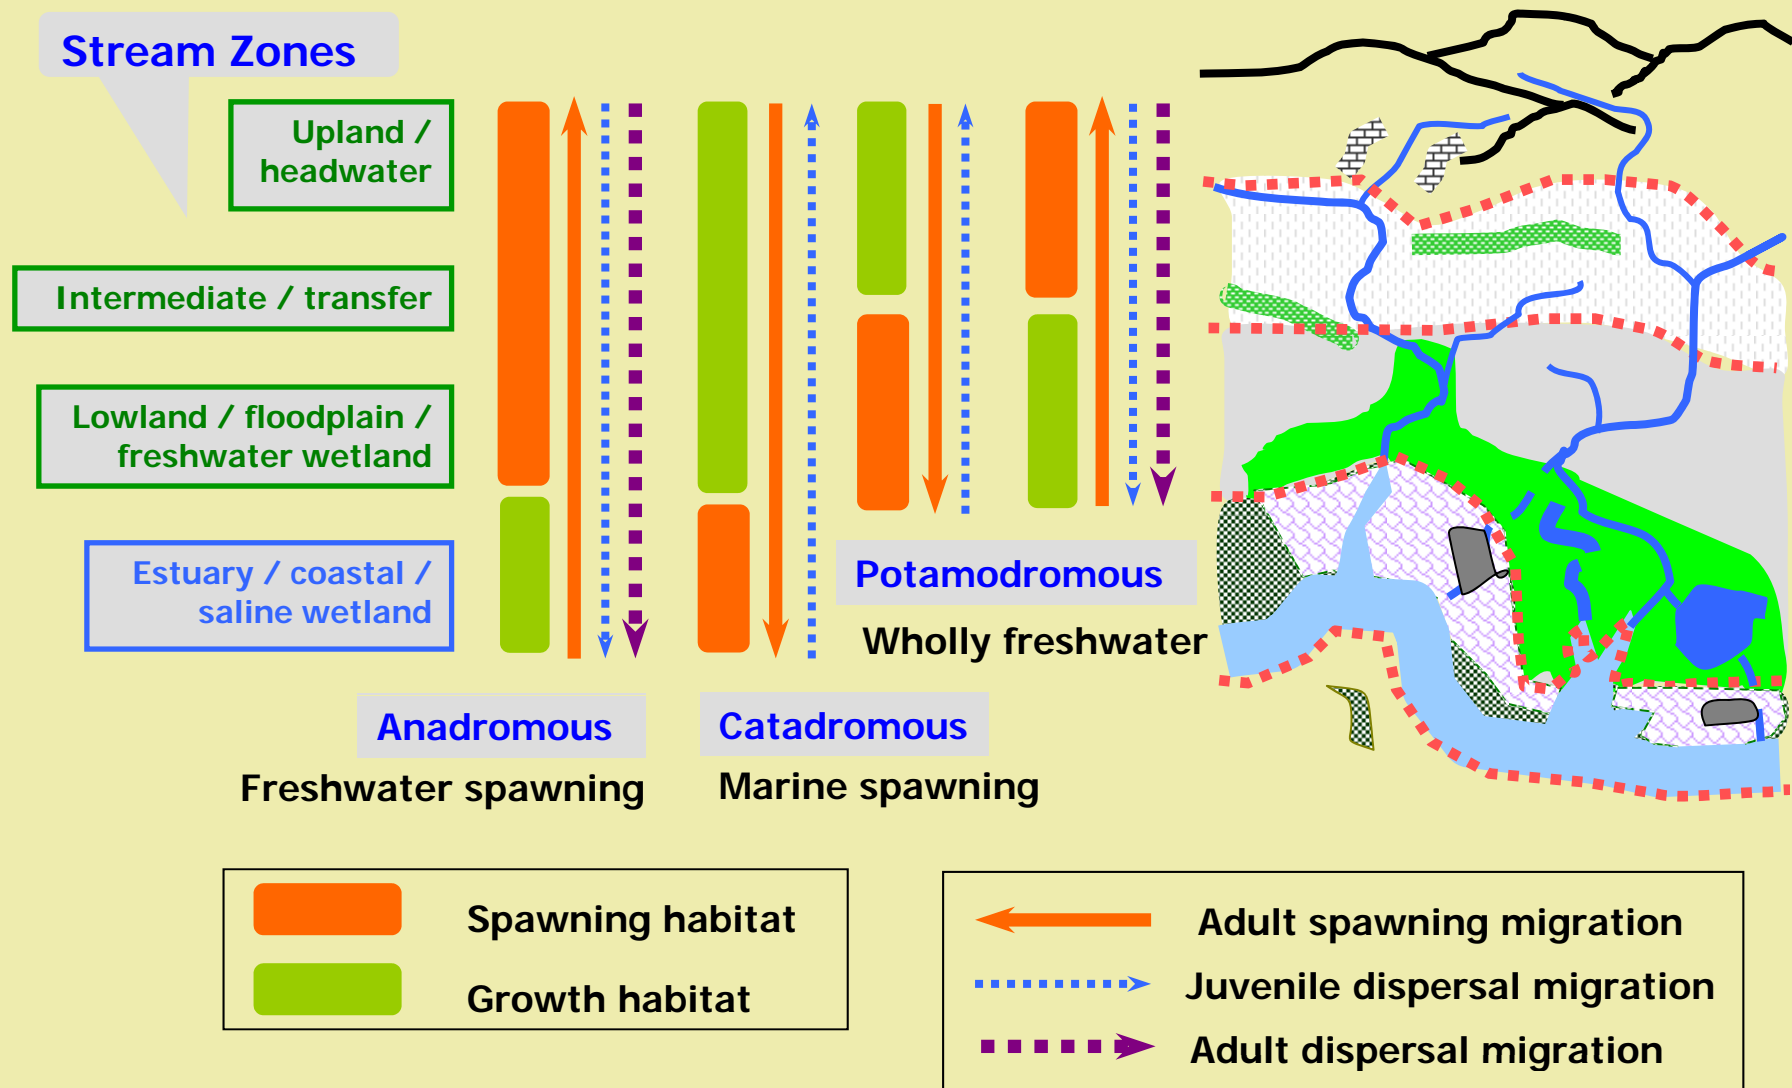 Stream Zones
Upland /
headwater
Intermediate / transfer
Lowland / floodplain /
freshwater wetland
Estuary / coastal /
saline wetland
Potamodromous
Wholly freshwater
Anadromous
Freshwater spawning
Catadromous
Marine spawning
Spawning habitat
Growth habitat
Adult spawning migration
Juvenile dispersal migration
Adult dispersal migration